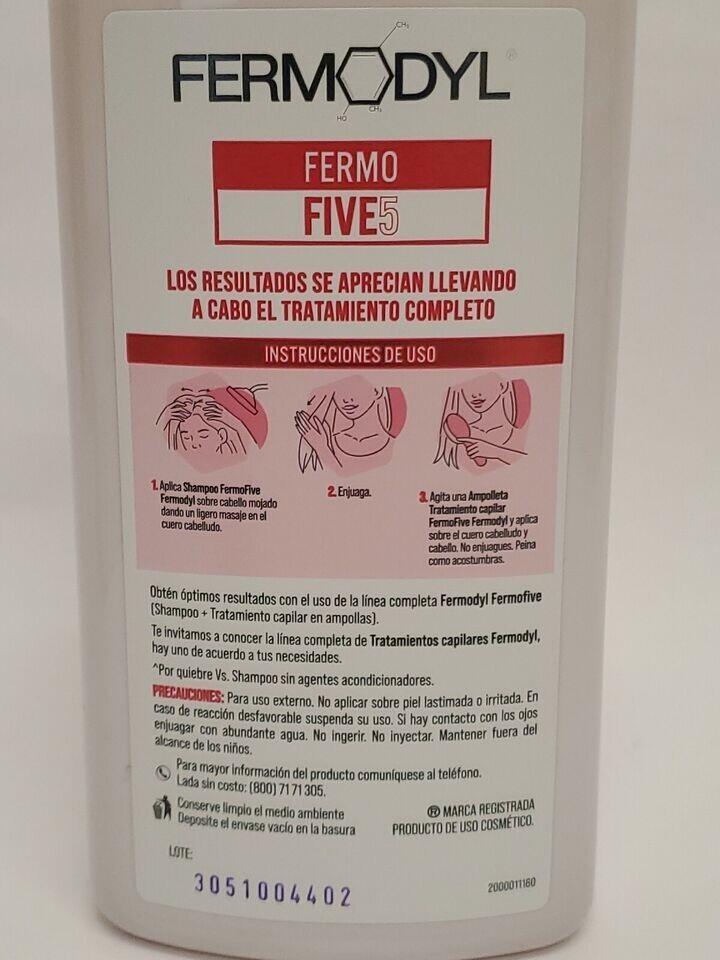 FERMODYL®
CH₃
CH₃
HO
FERMO
FIVE5
LOS RESULTADOS SE APRECIAN LLEVANDO
A CABO EL TRATAMIENTO COMPLETO
INSTRUCCIONES DE USO
1. Aplica Shampoo FermoFive
Fermodyl sobre cabello mojado
dando un ligero masaje en el
cuero cabelludo.
2. Enjuaga.
3. Agita una Ampolleta
Tratamiento capilar
FermoFive Fermodyl y aplica
sobre el cuero cabelludo y
cabello. No enjuagues. Peina
como acostumbras.
Obtén óptimos resultados con el uso de la línea completa Fermodyl Fermofive
(Shampoo + Tratamiento capilar en ampollas).
Te invitamos a conocer la línea completa de Tratamientos capilares Fermodyl,
hay uno de acuerdo a tus necesidades.
^Por quiebre Vs. Shampoo sin agentes acondicionadores.
PRECAUCIONES: Para uso externo. No aplicar sobre piel lastimada o irritada. En
caso de reacción desfavorable suspenda su uso. Si hay contacto con los ojos
enjuagar con abundante agua. No ingerir. No inyectar. Mantener fuera del
alcance de los niños.
Para mayor información del producto comuníquese al teléfono.
Lada sin costo: (800) 71 71 305.
Conserve limpio el medio ambiente
Deposite el envase vacío en la basura
® MARCA REGISTRADA
PRODUCTO DE USO COSMÉTICO.
LOTE:
3051004402
2000011160